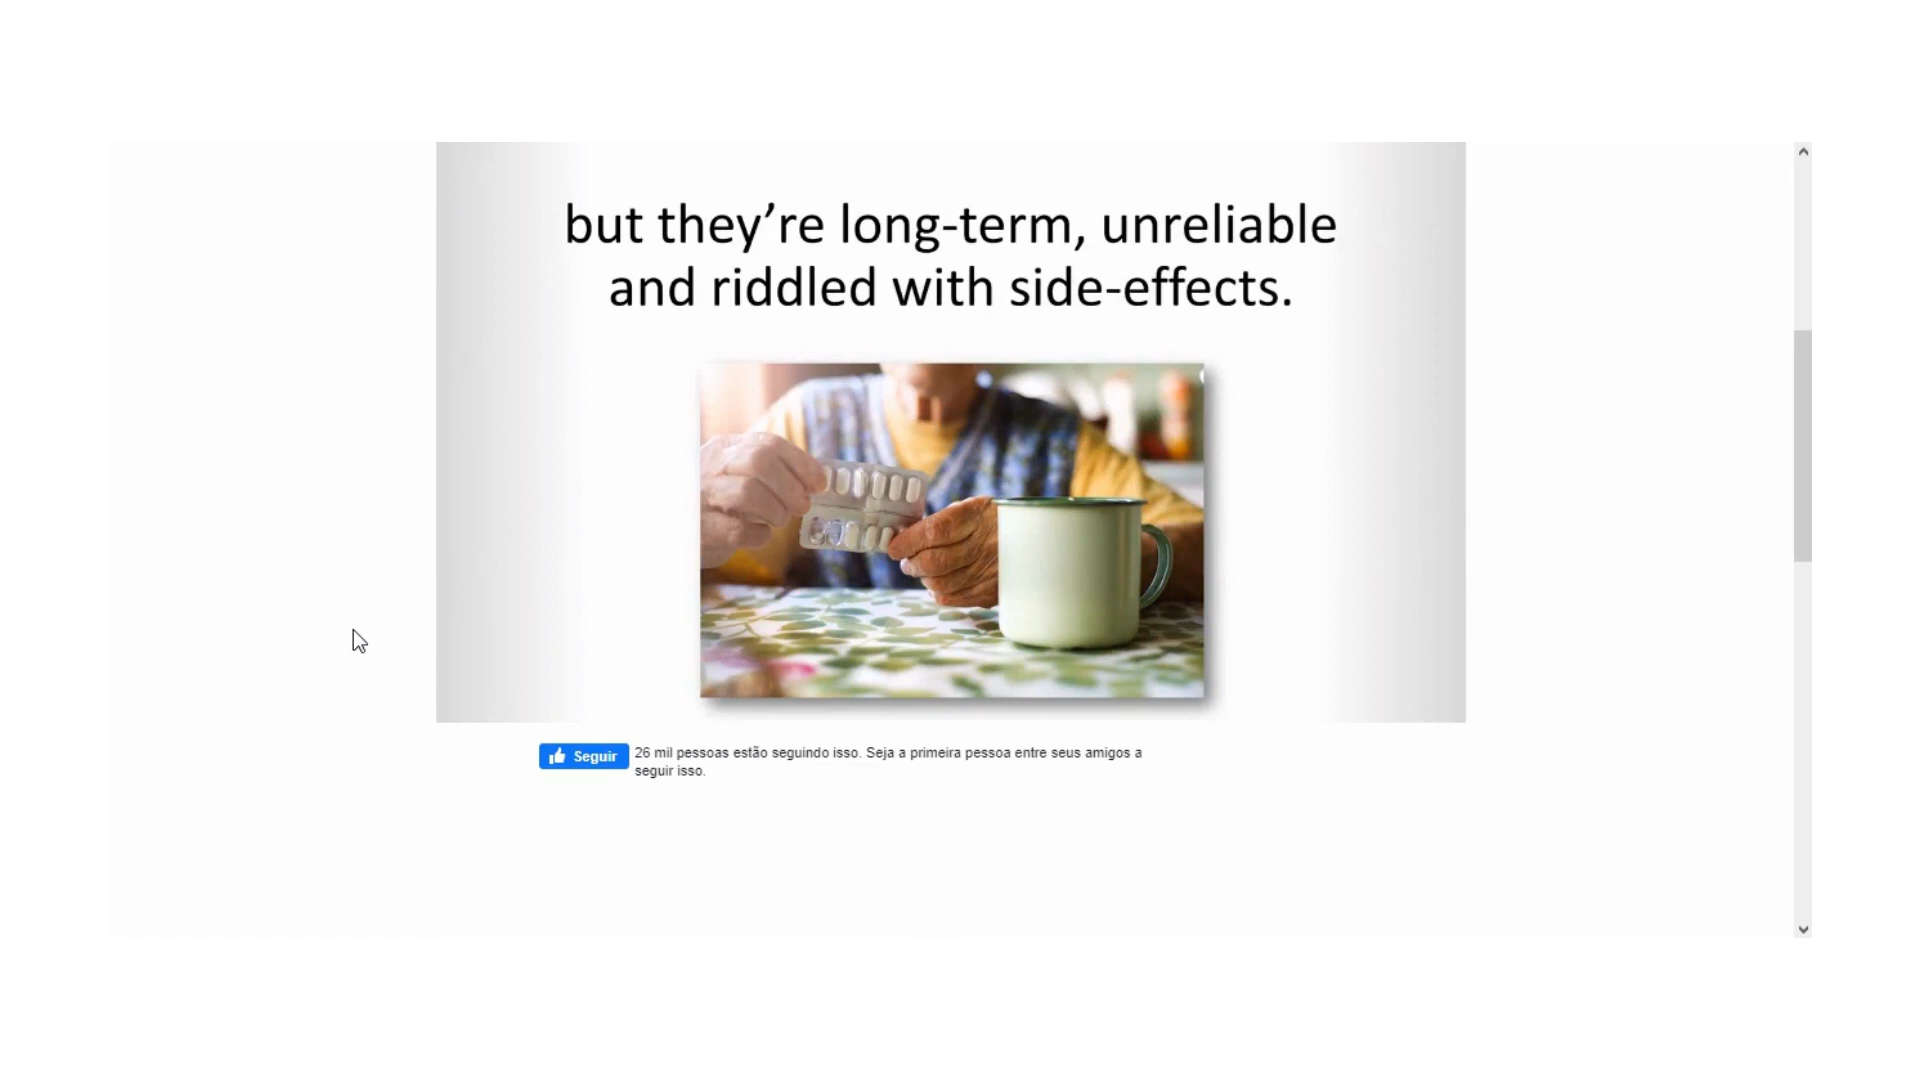 but they’re long-term, unreliable
and riddled with side-effects.
Seguir
26 mil pessoas estão seguindo isso. Seja a primeira pessoa entre seus amigos a
seguir isso.